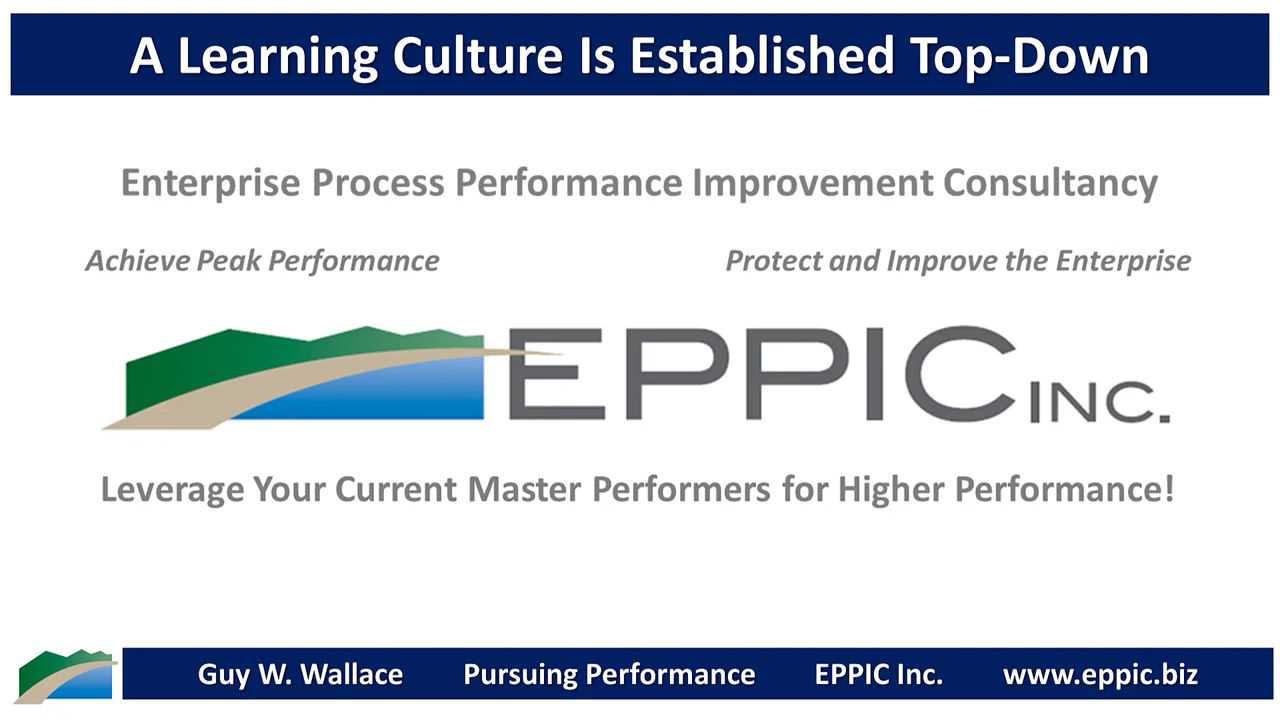 A Learning Culture Is Established Top-Down
Enterprise Process Performance Improvement Consultancy
Achieve Peak Performance Protect and Improve the Enterprise
EPPIC INC.
Leverage Your Current Master Performers for Higher Performance!
Guy W. Wallace Pursuing Performance EPPIC Inc. www.eppic.biz